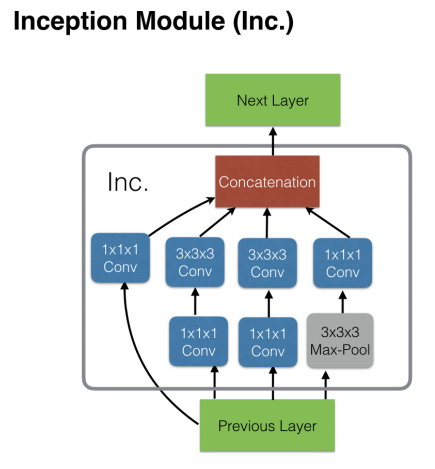 Inception Module (Inc.)
Next Layer
Inc.
Concatenation
1x1x1
Conv
3x3x3
Conv
3x3x3
Conv
1x1x1
Conv
1x1x1
Conv
1x1x1
Conv
3x3x3
Max-Pool
Previous Layer